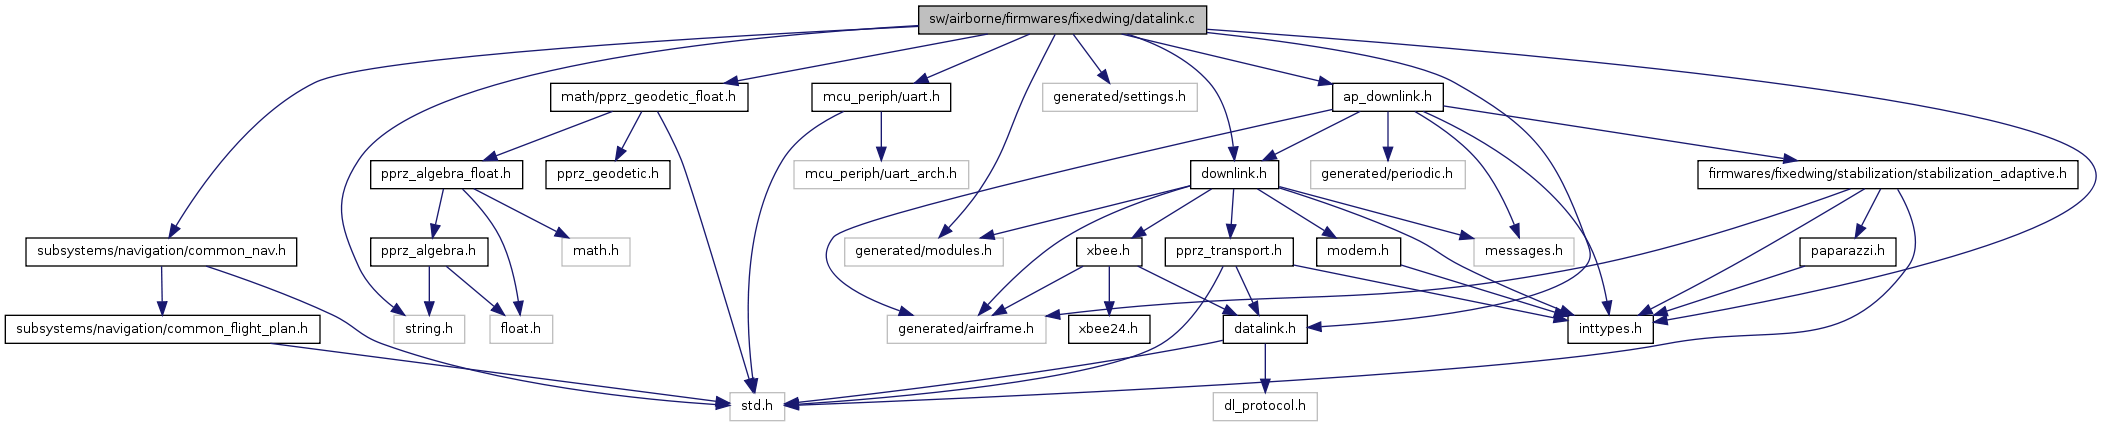 sw/airborne/firmwares/fixedwing/datalink.c
math/pprz_geodetic_float.h
mcu_periph/uart.h
generated/settings.h
ap_downlink.h
pprz_algebra_float.h
pprz_geodetic.h
mcu_periph/uart_arch.h
downlink.h
generated/periodic.h
firmwares/fixedwing/stabilization/stabilization_adaptive.h
subsystems/navigation/common_nav.h
pprz_algebra.h
math.h
generated/modules.h
xbee.h
pprz_transport.h
modem.h
messages.h
paparazzi.h
subsystems/navigation/common_flight_plan.h
string.h
float.h
generated/airframe.h
xbee24.h
datalink.h
inttypes.h
std.h
dl_protocol.h